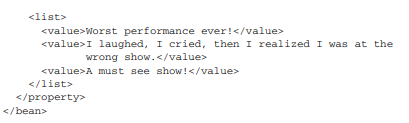 <list>
<value>Worst performance ever!</value>
<value>I laughed, I cried, then I realized I was at the
wrong show.</value>
<value>A must see show!</value>
</list>
</property>
</bean>